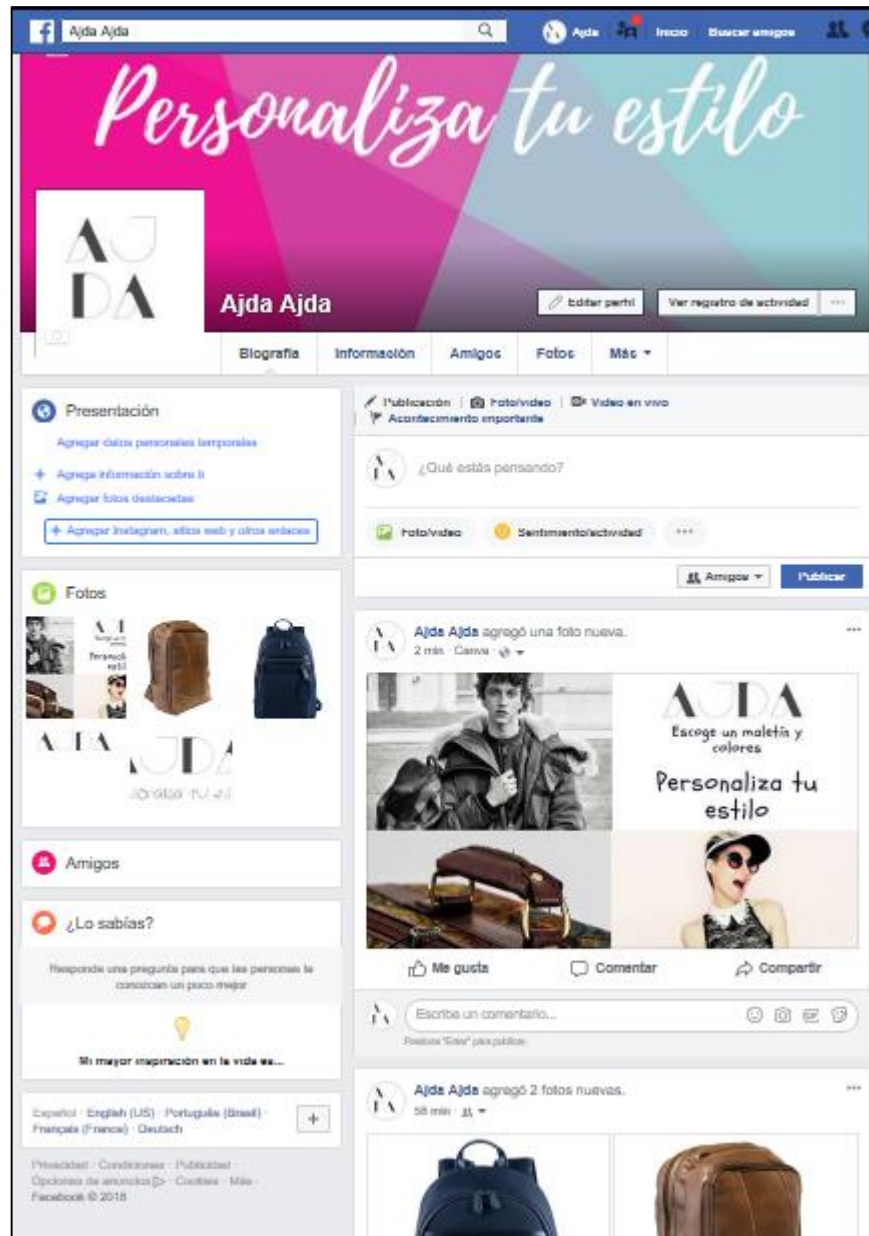 Ajda Ajda
Ajda
Inicio
Buscar amigos
Personaliza tu estilo
AJ
DA
Ajda Ajda
Editar perfil
Ver registro de actividad
Biografía
Información
Amigos
Fotos
Más
Presentación
Agregar datos personales temporales
Agrega información sobre ti
Agregar fotos destacadas
+ Agregar Instagram, sitios web y otros enlaces
Fotos
Amigos
¿Lo sabías?
Responde una pregunta para que las personas te
conozcan un poco mejor
Mi mayor inspiración en la vida es...
Español · English (US) · Português (Brasil) ·
Français (France) · Deutsch
Privacidad · Condiciones · Publicidad ·
Opciones de anuncios · Cookies · Más ·
Facebook © 2018
Publicación
Foto/video
Video en vivo
Acontecimiento importante
¿Qué estás pensando?
Foto/video
Sentimiento/actividad
Amigos
Publicar
Ajda Ajda agregó una foto nueva.
2 min · Canva ·
AJDA
Escoge un maletín y
colores
Personaliza tu
estilo
Me gusta
Comentar
Compartir
Escribe un comentario...
GIF
Presiona "Enter" para publicar.
Ajda Ajda agregó 2 fotos nuevas.
58 min ·